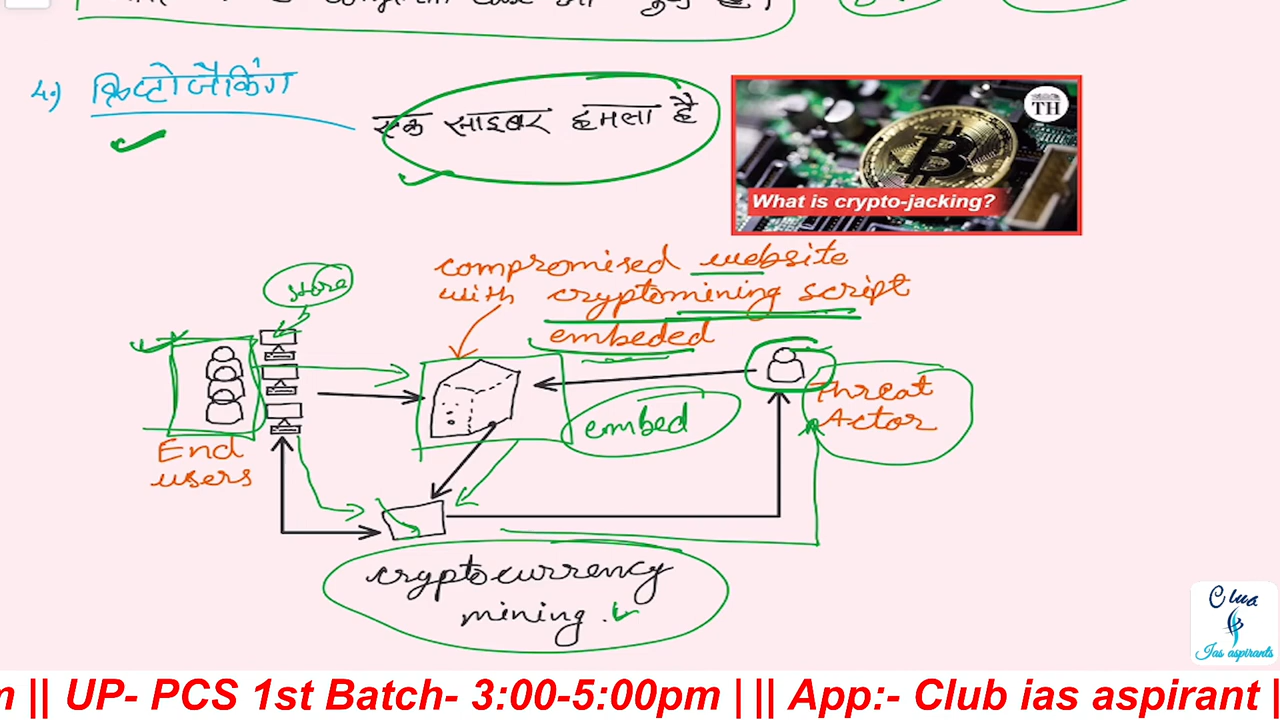 4.) क्रिप्टोजैकिंग
एक साइबर हमला है
TH
What is crypto-jacking?
compromised website
with cryptomining script
embeded
store
Threat
Actor
embed
End
users
cryptocurrency
mining.
Club
Ias aspirants
|| UP- PCS 1st Batch- 3:00-5:00pm | || App:- Club ias aspirant |